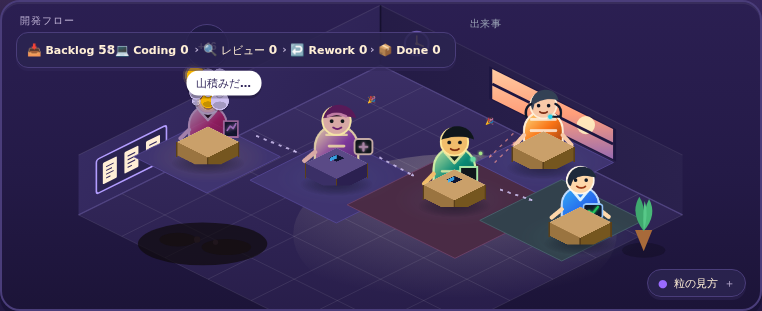 開発フロー
出来事
📥 Backlog 58 💻 Coding 0 › 🔍 レビュー 0 › ↩️ Rework 0 › 📦 Done 0
山積みだ…
粒の見方 +